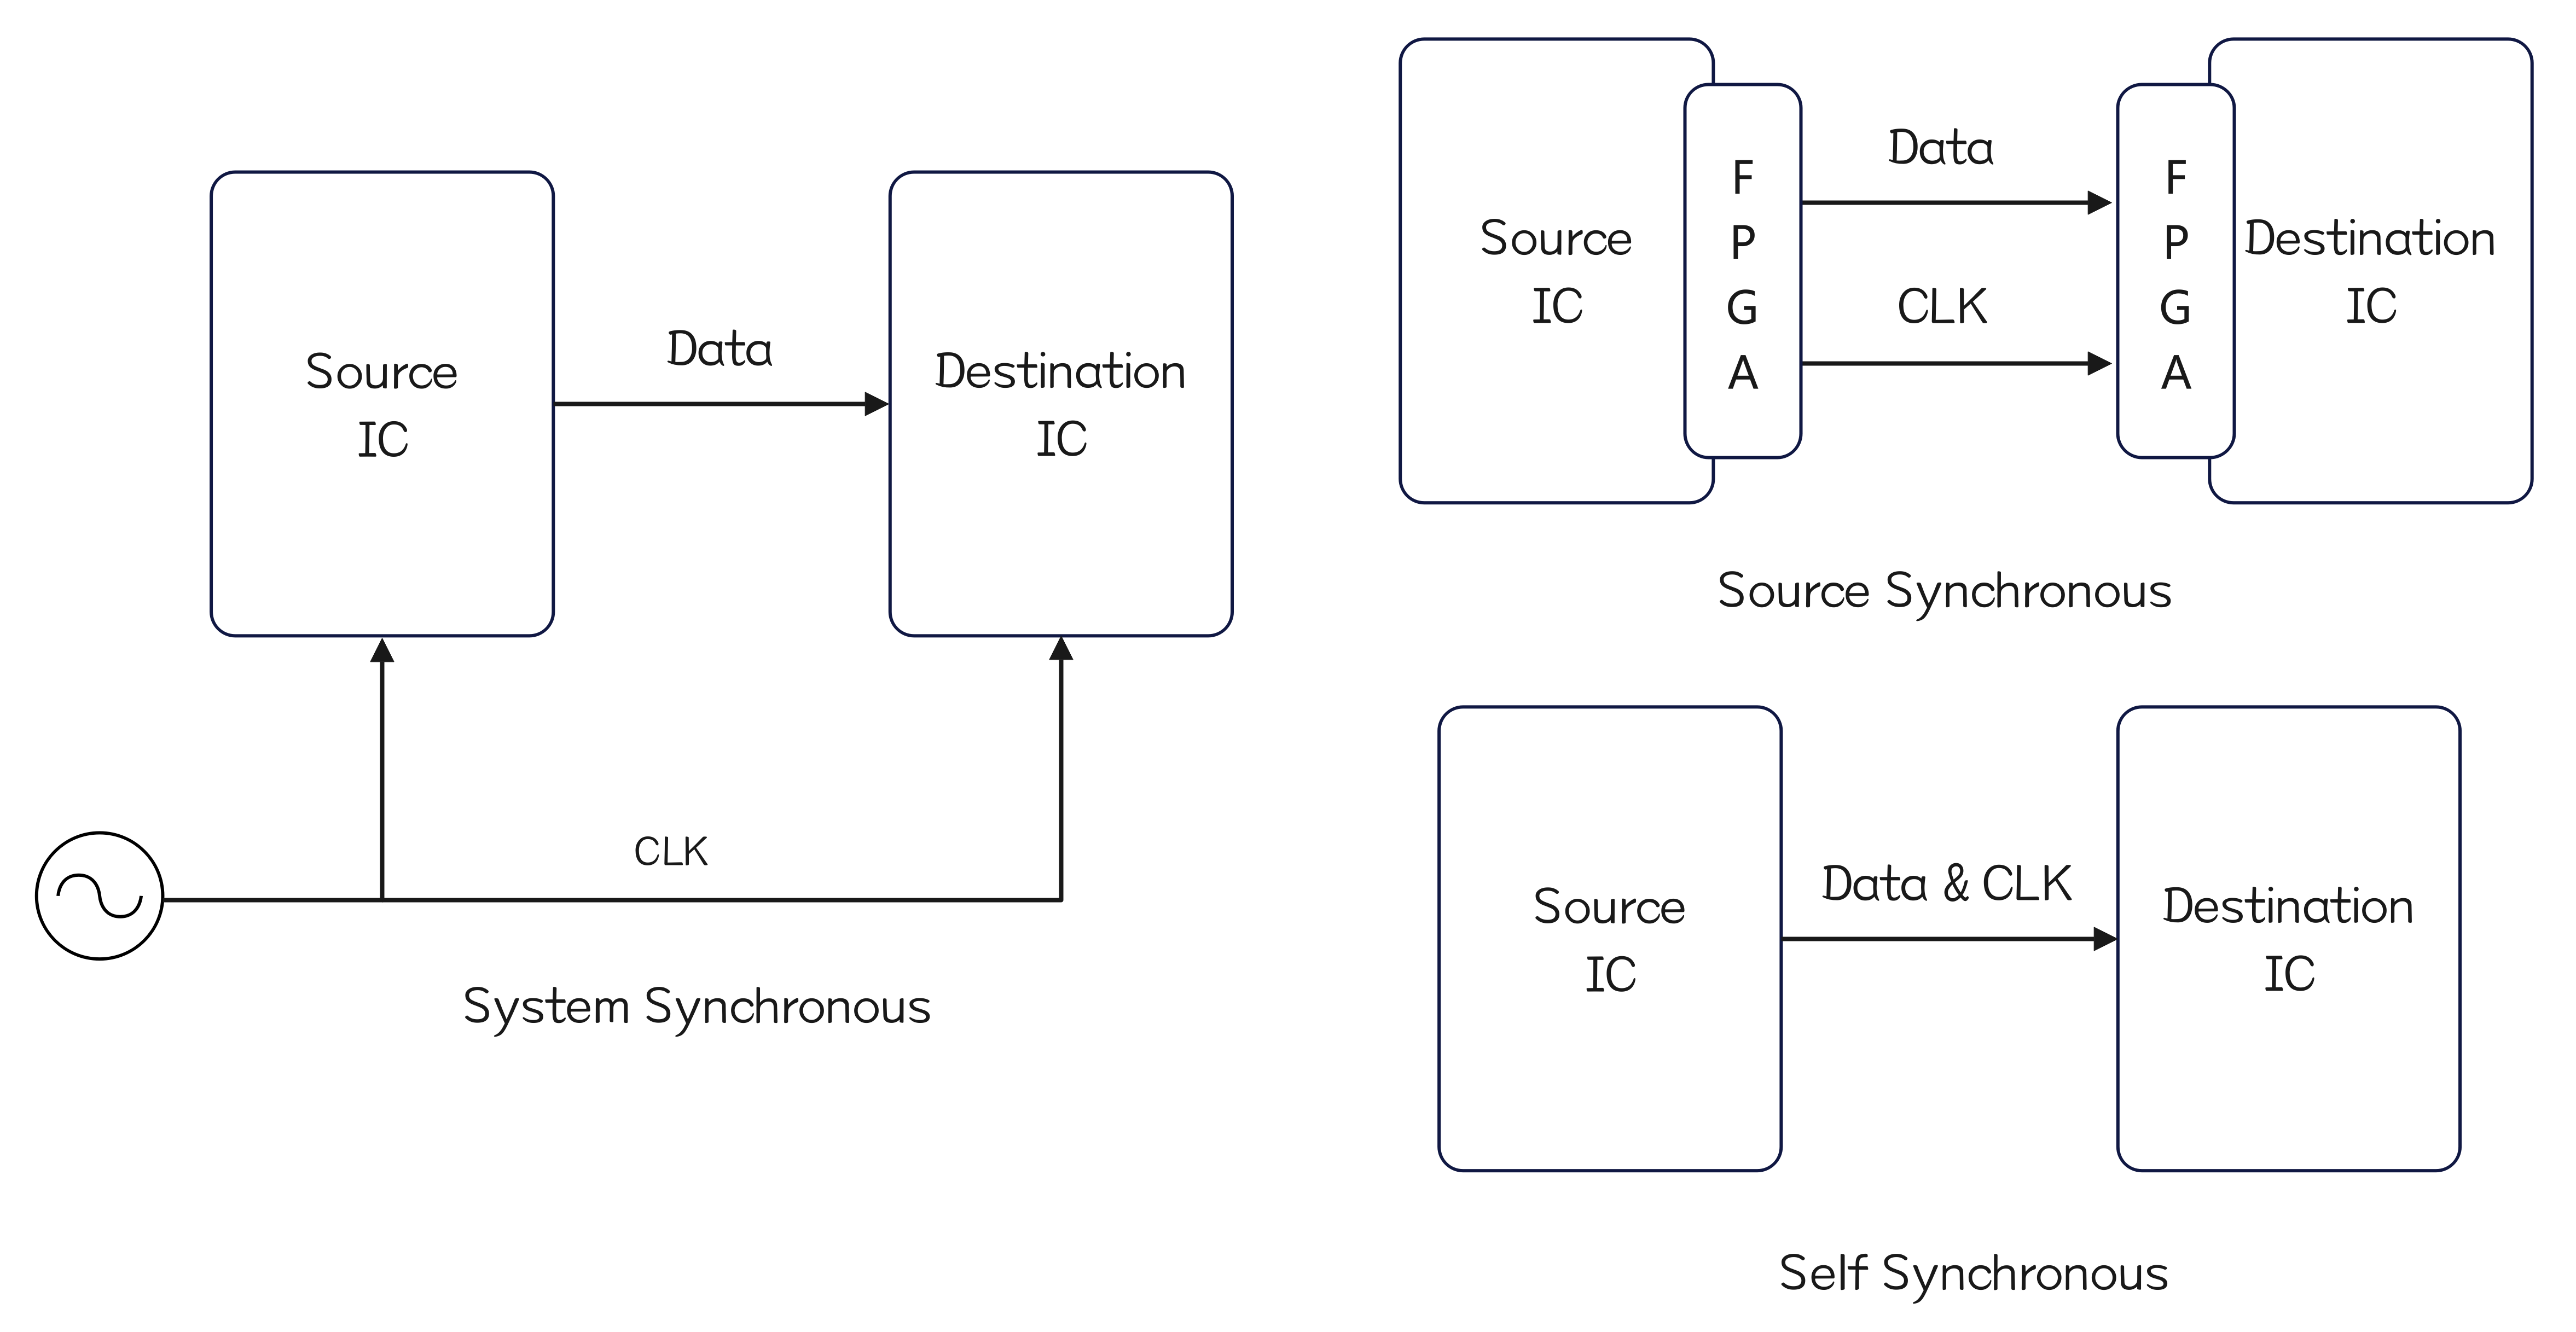 Source
IC
Data
Destination
IC
CLK
System Synchronous
Source
IC
F
P
G
A
Data
CLK
F
P
G
A
Destination
IC
Source Synchronous
Source
IC
Data & CLK
Destination
IC
Self Synchronous